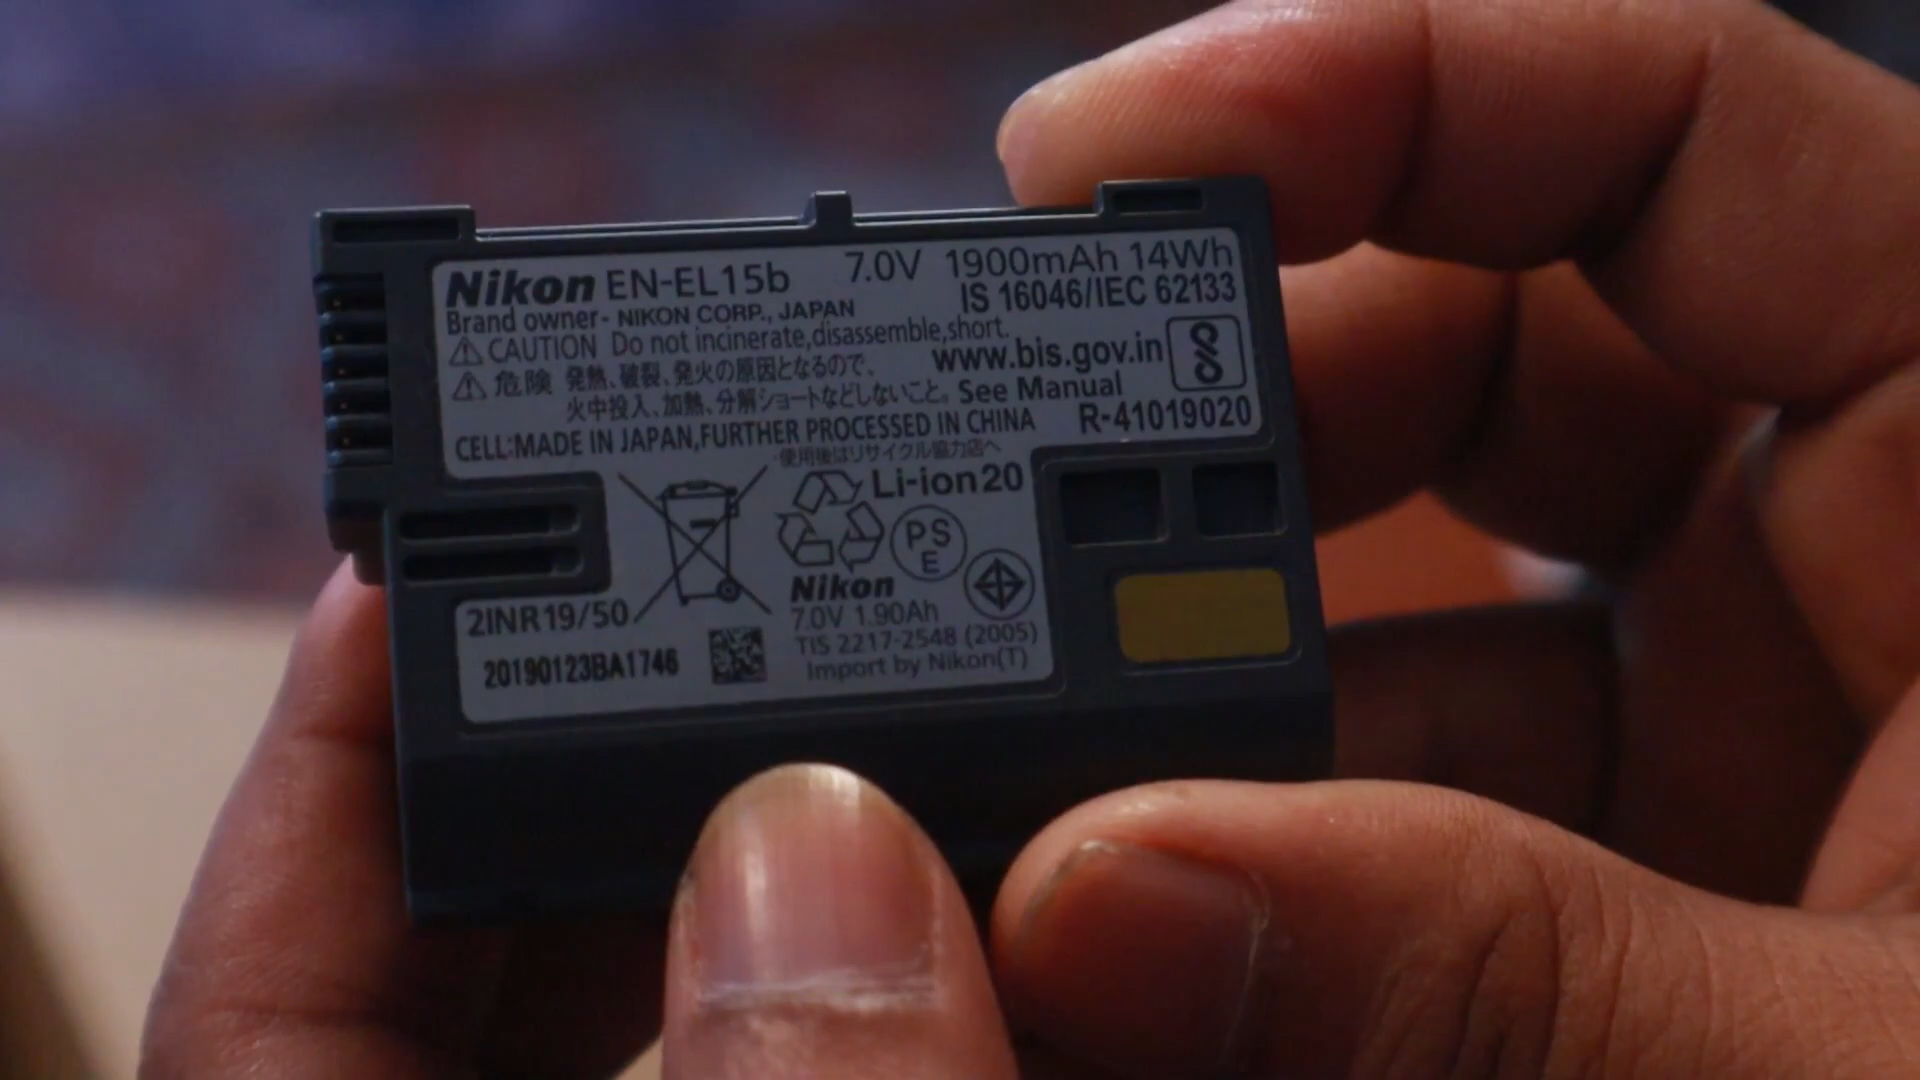 Nikon EN-EL15b 7.0V 1900mAh 14Wh
IS 16046/IEC 62133
Brand owner- NIKON CORP., JAPAN
CAUTION Do not incinerate,disassemble,short.
www.bis.gov.in
危険 発熱、破裂、発火の原因となるので、
火中投入、加熱、分解ショートなどしないこと。 See Manual
R-41019020
CELL:MADE IN JAPAN,FURTHER PROCESSED IN CHINA
使用後はリサイクル協力店へ
Li-ion20
PS
E
Nikon
7.0V 1.90Ah
TIS 2217-2548 (2005)
Import by Nikon(T)
2INR19/50
20190123BA1746